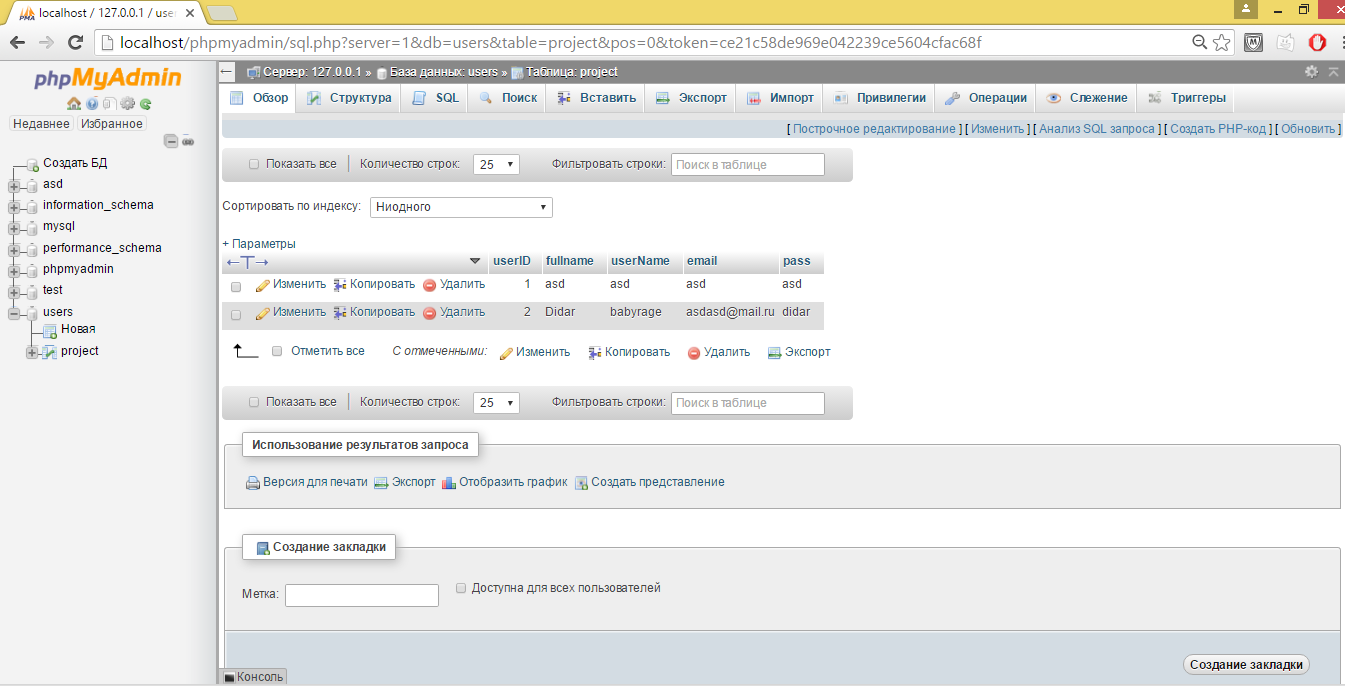 localhost / 127.0.0.1 / use
localhost/phpmyadmin/sql.php?server=1&db=users&table=project&pos=0&token=ce21c58de969e042239ce5604cfac68f
phpMyAdmin
Недавнее Избранное
Создать БД
asd
information_schema
mysql
performance_schema
phpmyadmin
test
users
Новая
project
Сервер: 127.0.0.1 » База данных: users » Таблица: project
Обзор Структура SQL Поиск Вставить Экспорт Импорт Привилегии Операции Слежение Триггеры
[ Построчное редактирование ] [ Изменить ] [ Анализ SQL запроса ] [ Создать PHP-код ] [ Обновить ]
Показать все Количество строк: 25 Фильтровать строки: Поиск в таблице
Сортировать по индексу: Ниодного
+ Параметры
←T→ userID fullname userName email pass
Изменить Копировать Удалить 1 asd asd asd asd
Изменить Копировать Удалить 2 Didar babyrage asdasd@mail.ru didar
Отметить все С отмеченными: Изменить Копировать Удалить Экспорт
Показать все Количество строк: 25 Фильтровать строки: Поиск в таблице
Использование результатов запроса
Версия для печати Экспорт Отобразить график Создать представление
Создание закладки
Метка: Доступна для всех пользователей
Создание закладки
Консоль